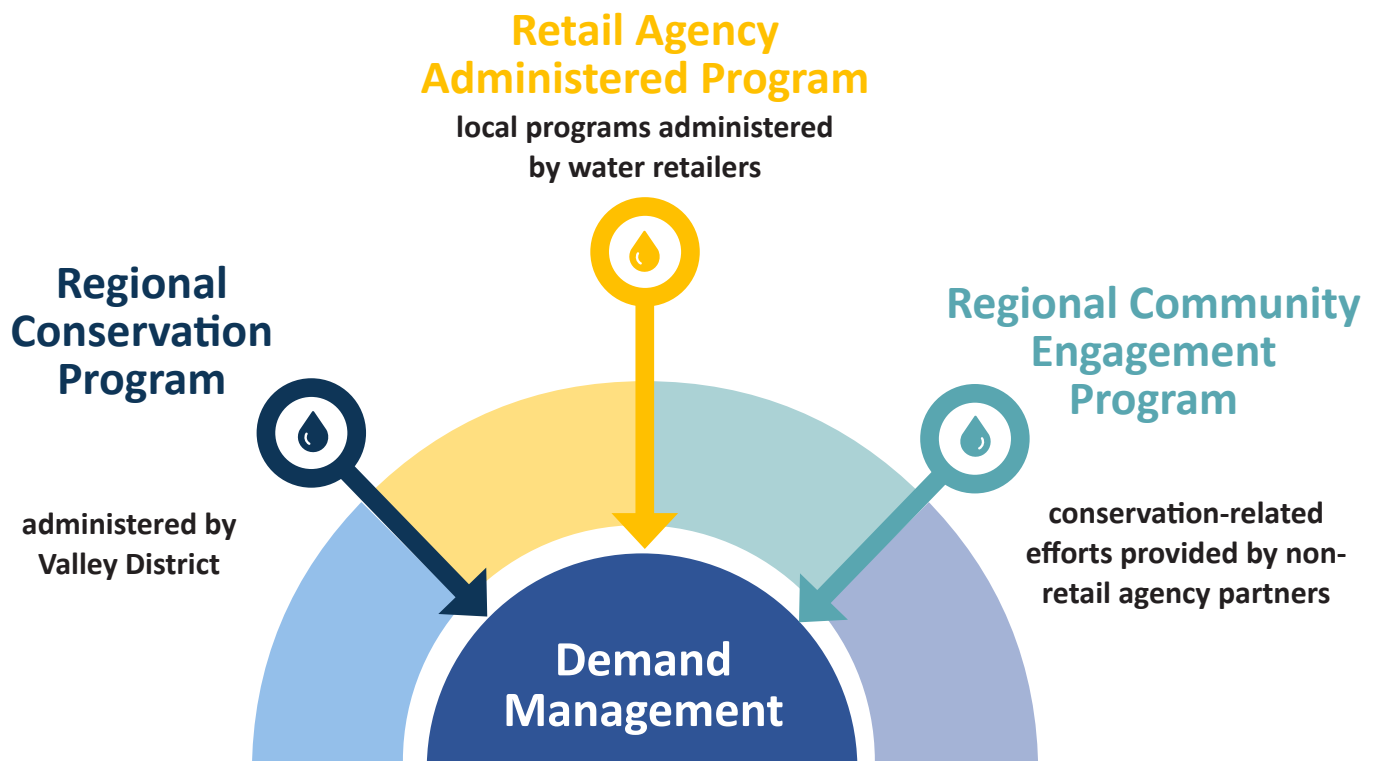 Retail Agency
Administered Program
local programs administered
by water retailers
Regional
Conservation
Program
administered by
Valley District
Regional Community
Engagement
Program
conservation-related
efforts provided by non-
retail agency partners
Demand
Management